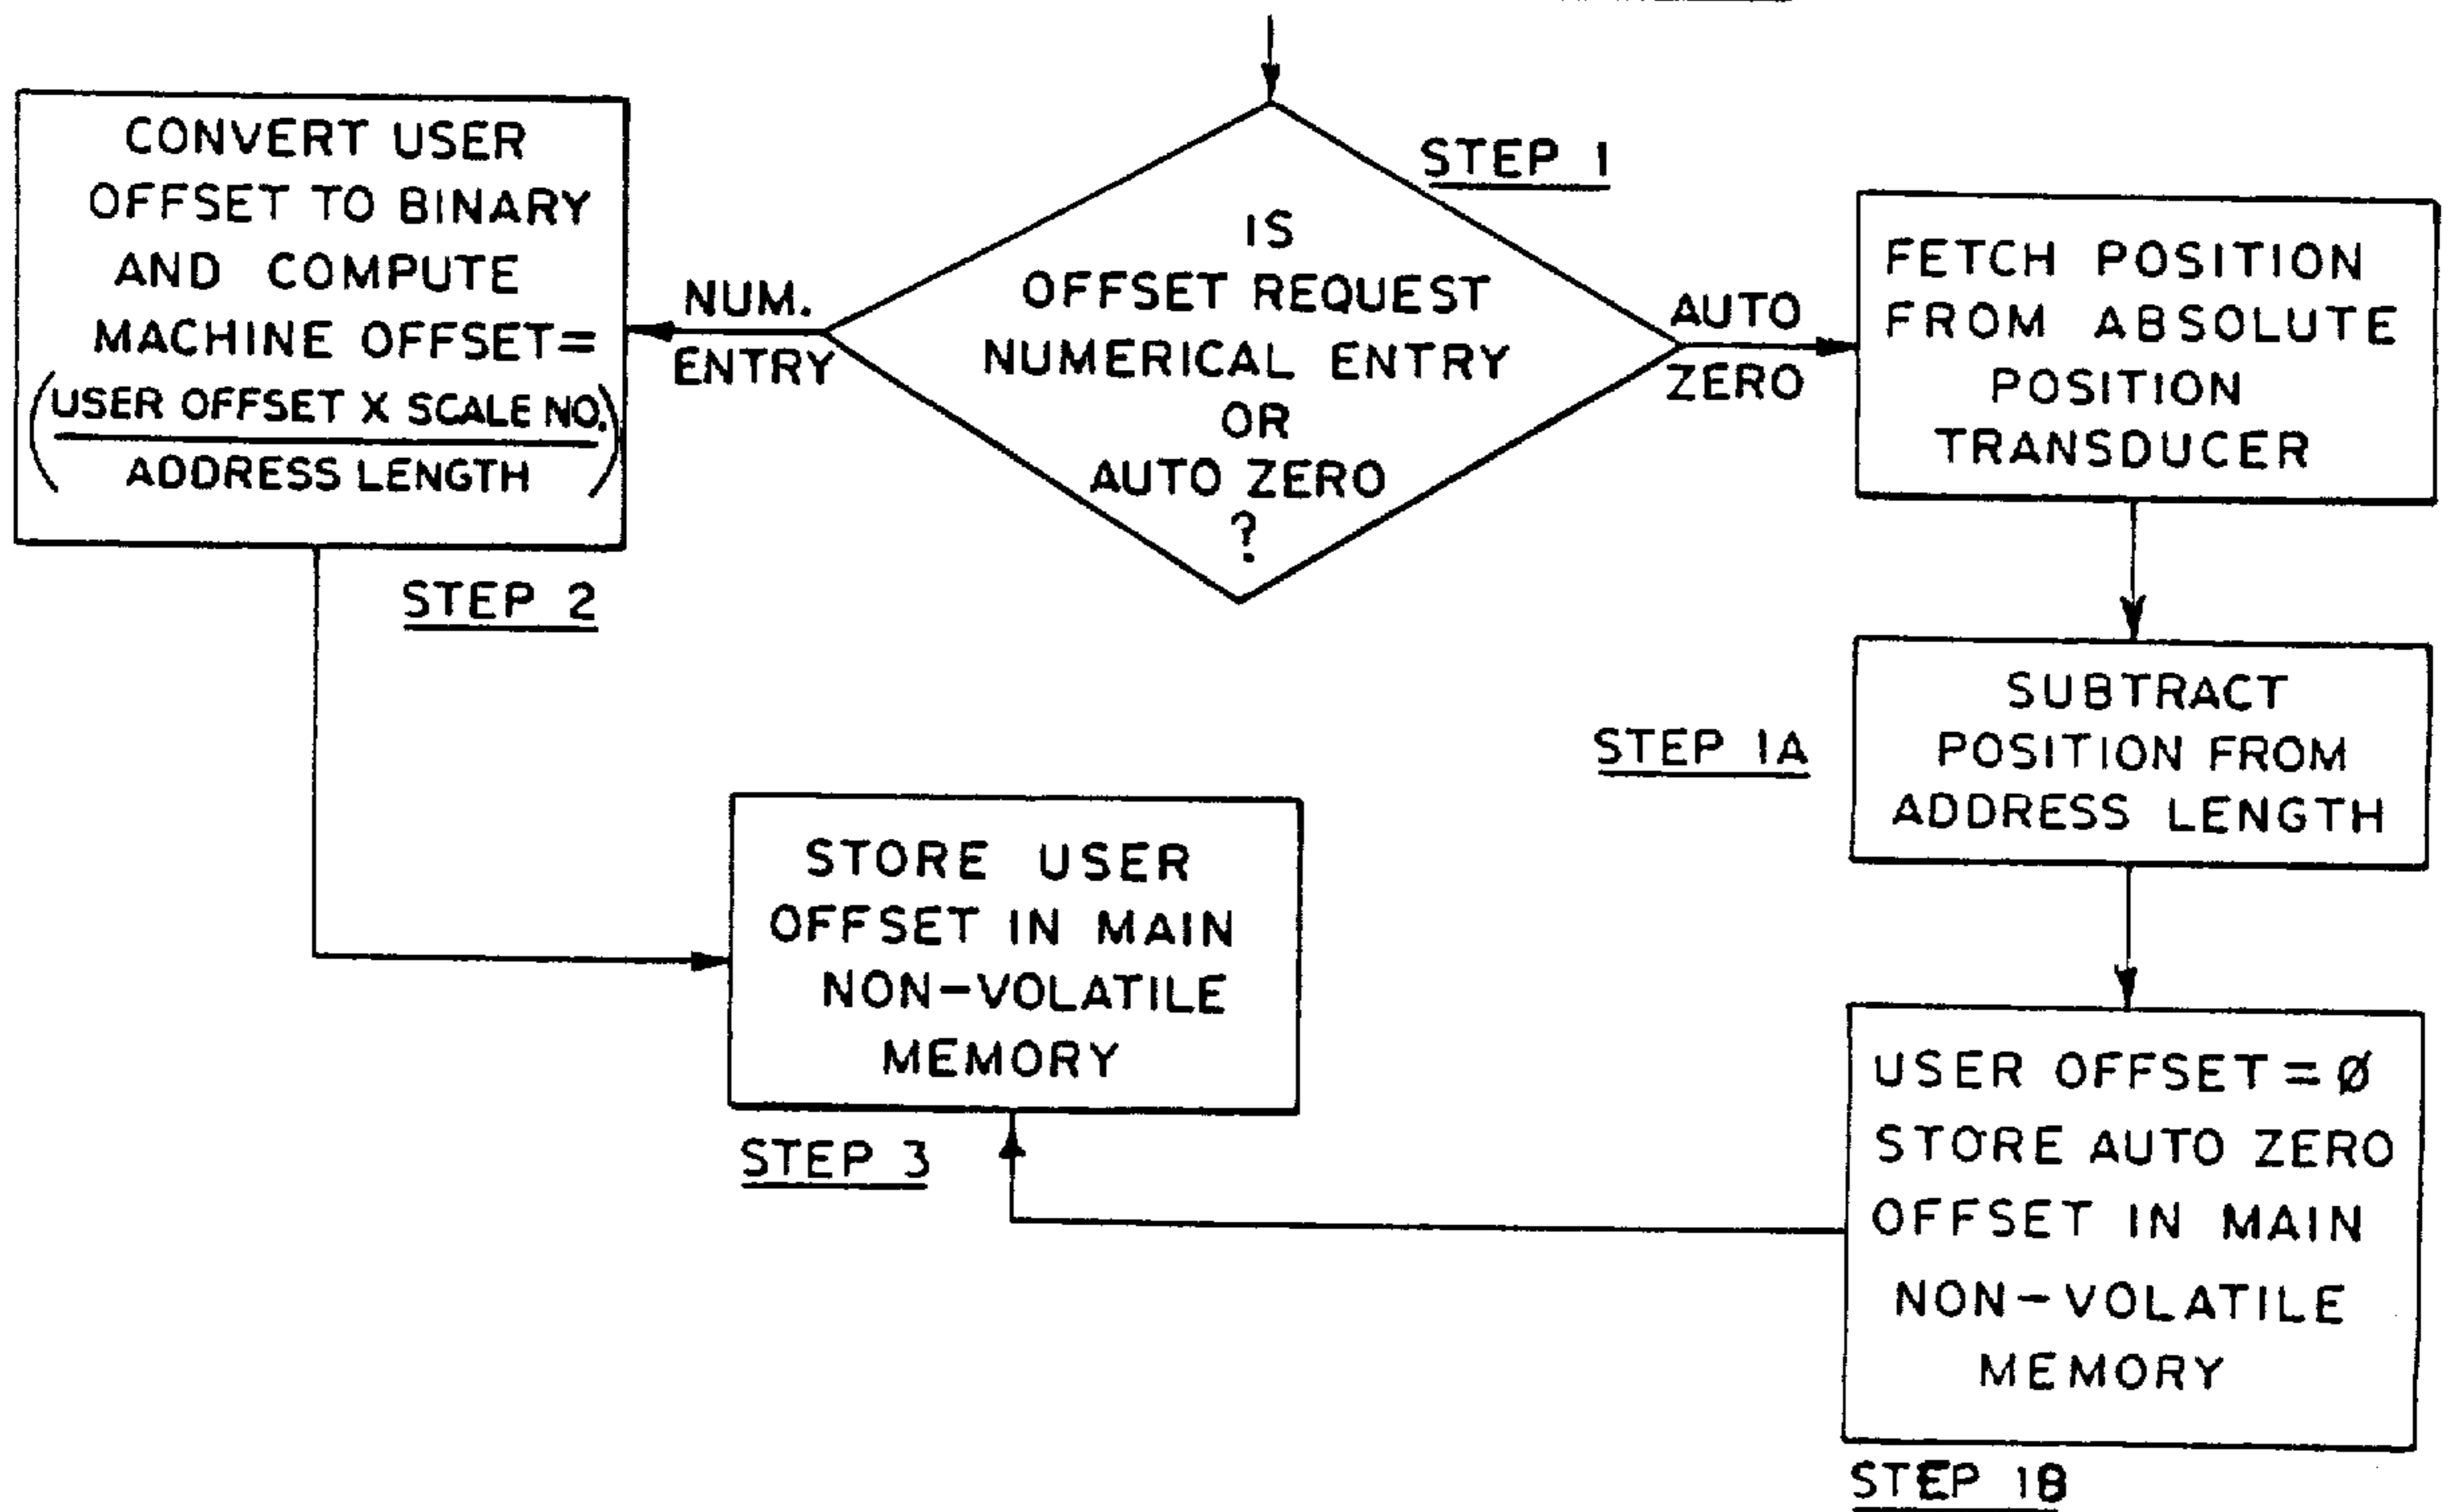 STEP 1
IS
OFFSET REQUEST
NUMERICAL ENTRY
OR
AUTO ZERO
?
NUM.
ENTRY
AUTO
ZERO
CONVERT USER
OFFSET TO BINARY
AND COMPUTE
MACHINE OFFSET=
(USER OFFSET X SCALE NO.)
ADDRESS LENGTH
STEP 2
FETCH POSITION
FROM ABSOLUTE
POSITION
TRANSDUCER
SUBTRACT
POSITION FROM
ADDRESS LENGTH
STEP 1A
STORE USER
OFFSET IN MAIN
NON-VOLATILE
MEMORY
STEP 3
USER OFFSET = Ø
STORE AUTO ZERO
OFFSET IN MAIN
NON-VOLATILE
MEMORY
STEP 1B